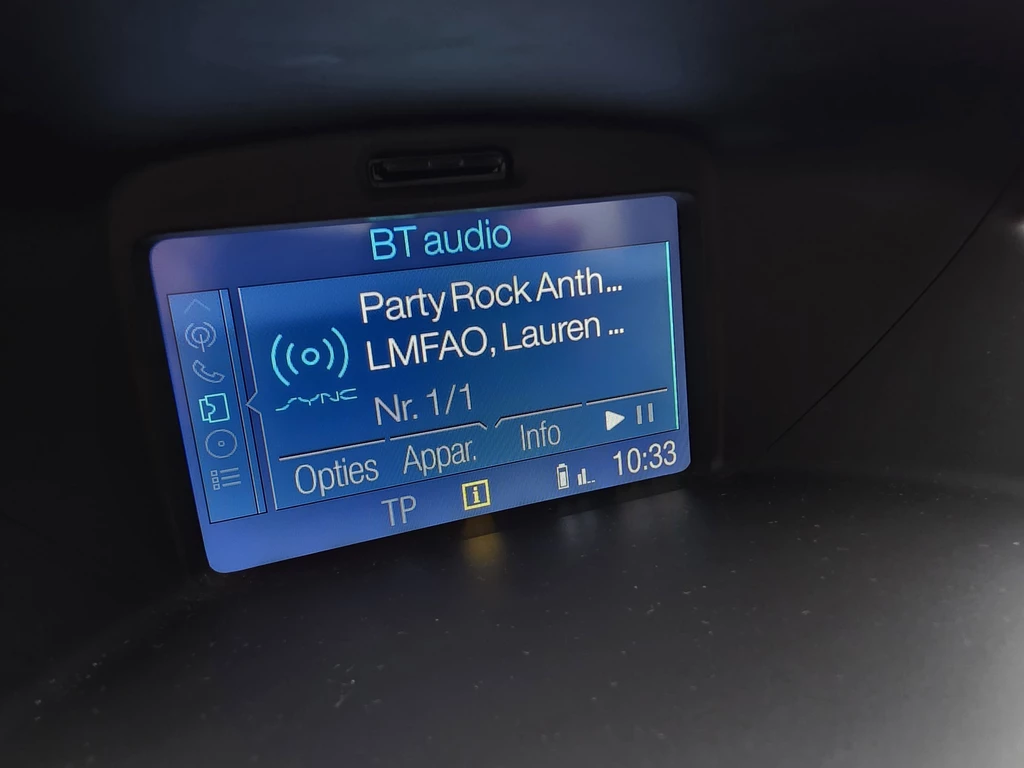 BT audio
Party Rock Anth...
LMFAO, Lauren ...
SYNC
Nr. 1/1
Opties Appar. Info
TP i 10:33